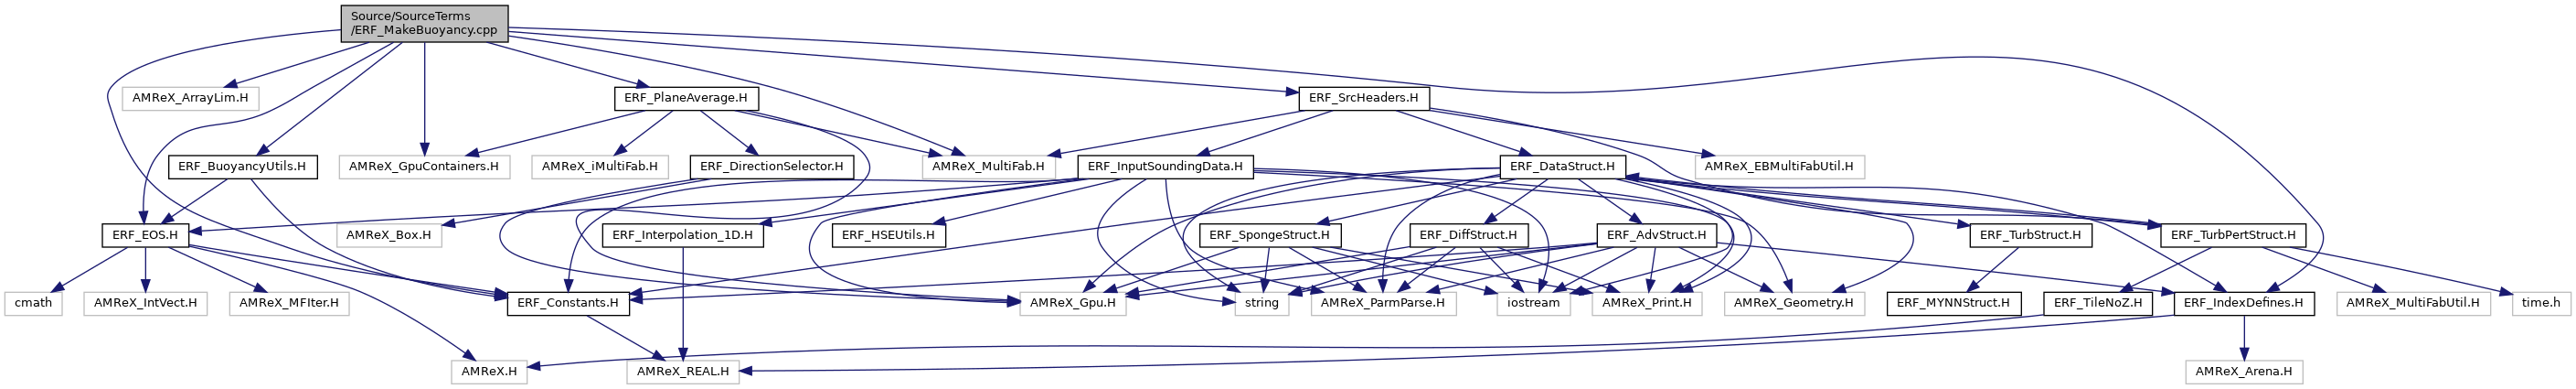 Source/SourceTerms
/ERF_MakeBuoyancy.cpp
AMReX_ArrayLim.H
ERF_PlaneAverage.H
ERF_SrcHeaders.H
ERF_BuoyancyUtils.H
AMReX_GpuContainers.H
AMReX_iMultiFab.H
ERF_DirectionSelector.H
AMReX_MultiFab.H
ERF_InputSoundingData.H
ERF_DataStruct.H
AMReX_EBMultiFabUtil.H
ERF_EOS.H
AMReX_Box.H
ERF_Interpolation_1D.H
ERF_HSEUtils.H
ERF_SpongeStruct.H
ERF_DiffStruct.H
ERF_AdvStruct.H
ERF_TurbStruct.H
ERF_TurbPertStruct.H
cmath
AMReX_IntVect.H
AMReX_MFIter.H
ERF_Constants.H
AMReX_Gpu.H
string
AMReX_ParmParse.H
iostream
AMReX_Print.H
AMReX_Geometry.H
ERF_MYNNStruct.H
ERF_TileNoZ.H
ERF_IndexDefines.H
AMReX_MultiFabUtil.H
time.h
AMReX.H
AMReX_REAL.H
AMReX_Arena.H